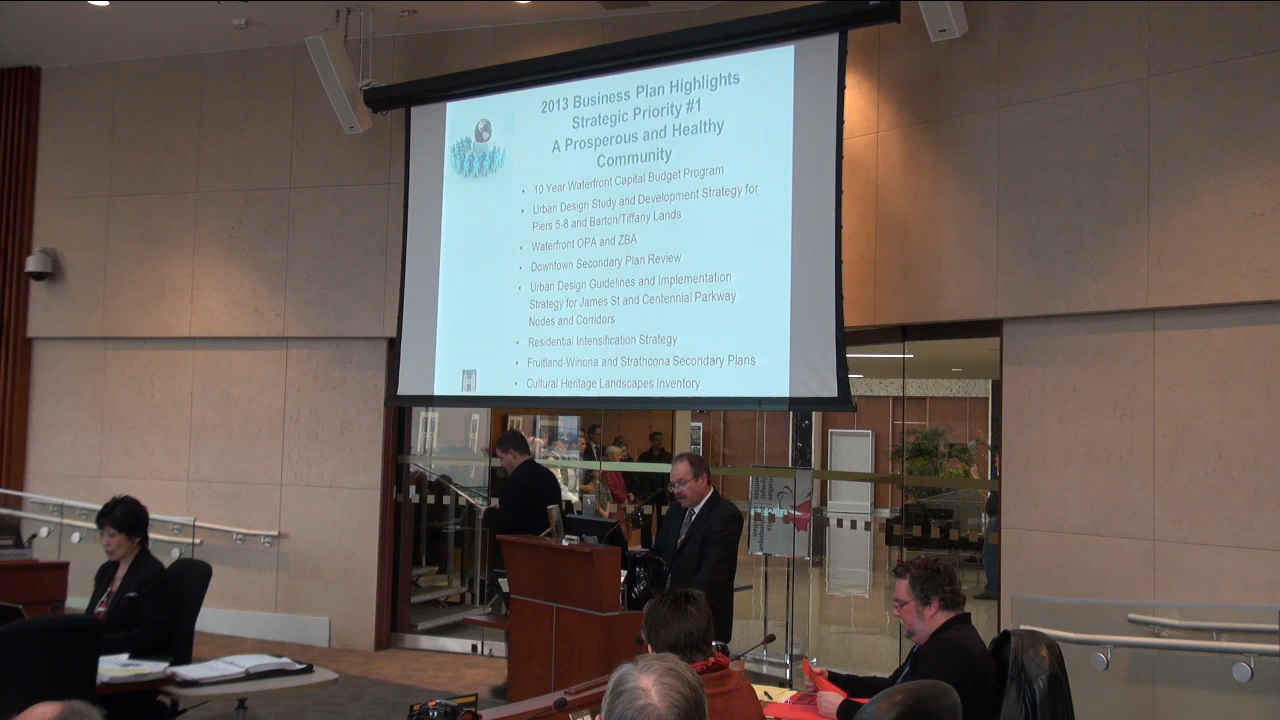 2013 Business Plan Highlights
Strategic Priority #1
A Prosperous and Healthy
Community
• 10 Year Waterfront Capital Budget Program
• Urban Design Study and Development Strategy for
Piers 5-8 and Barton/Tiffany Lands
• Waterfront OPA and ZBA
• Downtown Secondary Plan Review
• Urban Design Guidelines and Implementation
Strategy for James St and Centennial Parkway
Nodes and Corridors
• Residential Intensification Strategy
• Fruitland-Winona and Strathcona Secondary Plans
• Cultural Heritage Landscapes Inventory